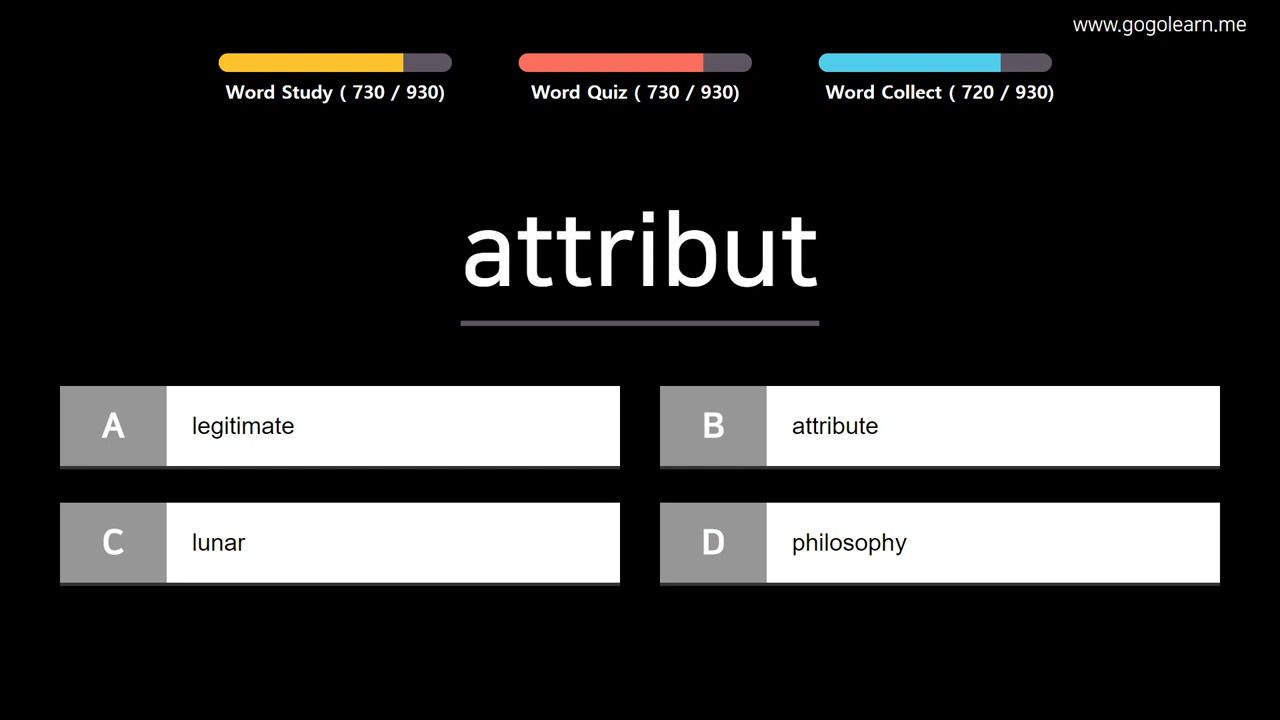 www.gogolearn.me
Word Study ( 730 / 930)
Word Quiz ( 730 / 930)
Word Collect ( 720 / 930)
attribut
A legitimate
B attribute
C lunar
D philosophy